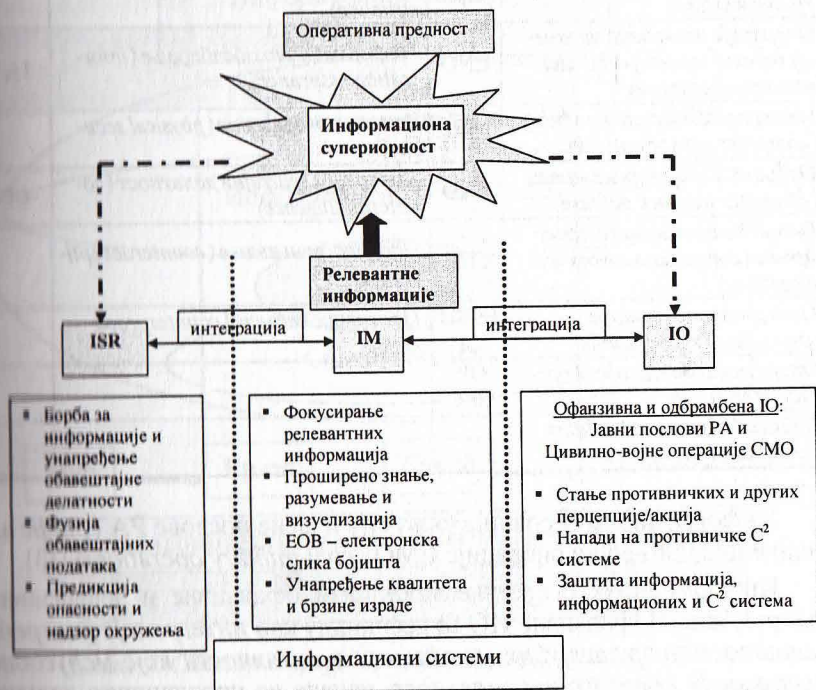 Оперативна предност
Информациона
супериорност
Релевантне
информације
ISR
интеграција
IM
интеграција
IO
▪ Борба за
информације и
унапређење
обавештајне
делатности
▪ Фузија
обавештајних
података
▪ Предикција
опасности и
надзор окружења
▪ Фокусирање
релевантних
информација
▪ Проширено знање,
разумевање и
визуелизација
▪ ЕОВ – електронска
слика бојишта
▪ Унапређење квалитета
и брзине израде
Офанзивна и одбрамбена IO:
Јавни послови PA и
Цивилно-војне операције CMO
▪ Стање противничких и других
перцепције/акција
▪ Напади на противничке C²
системе
▪ Заштита информација,
информационих и C² система
Информациони системи